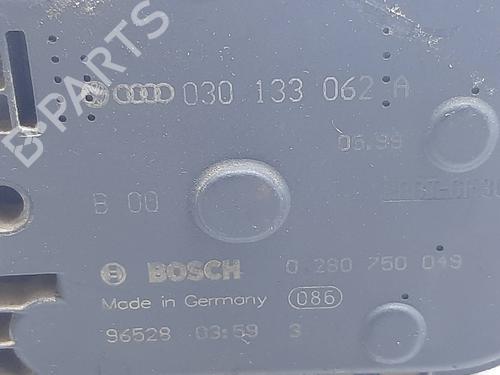 B PARTS
030 133 062 A
06.99
B 00
BOSCH 0 280 750 049
Made in Germany 086
96528 03:59 3